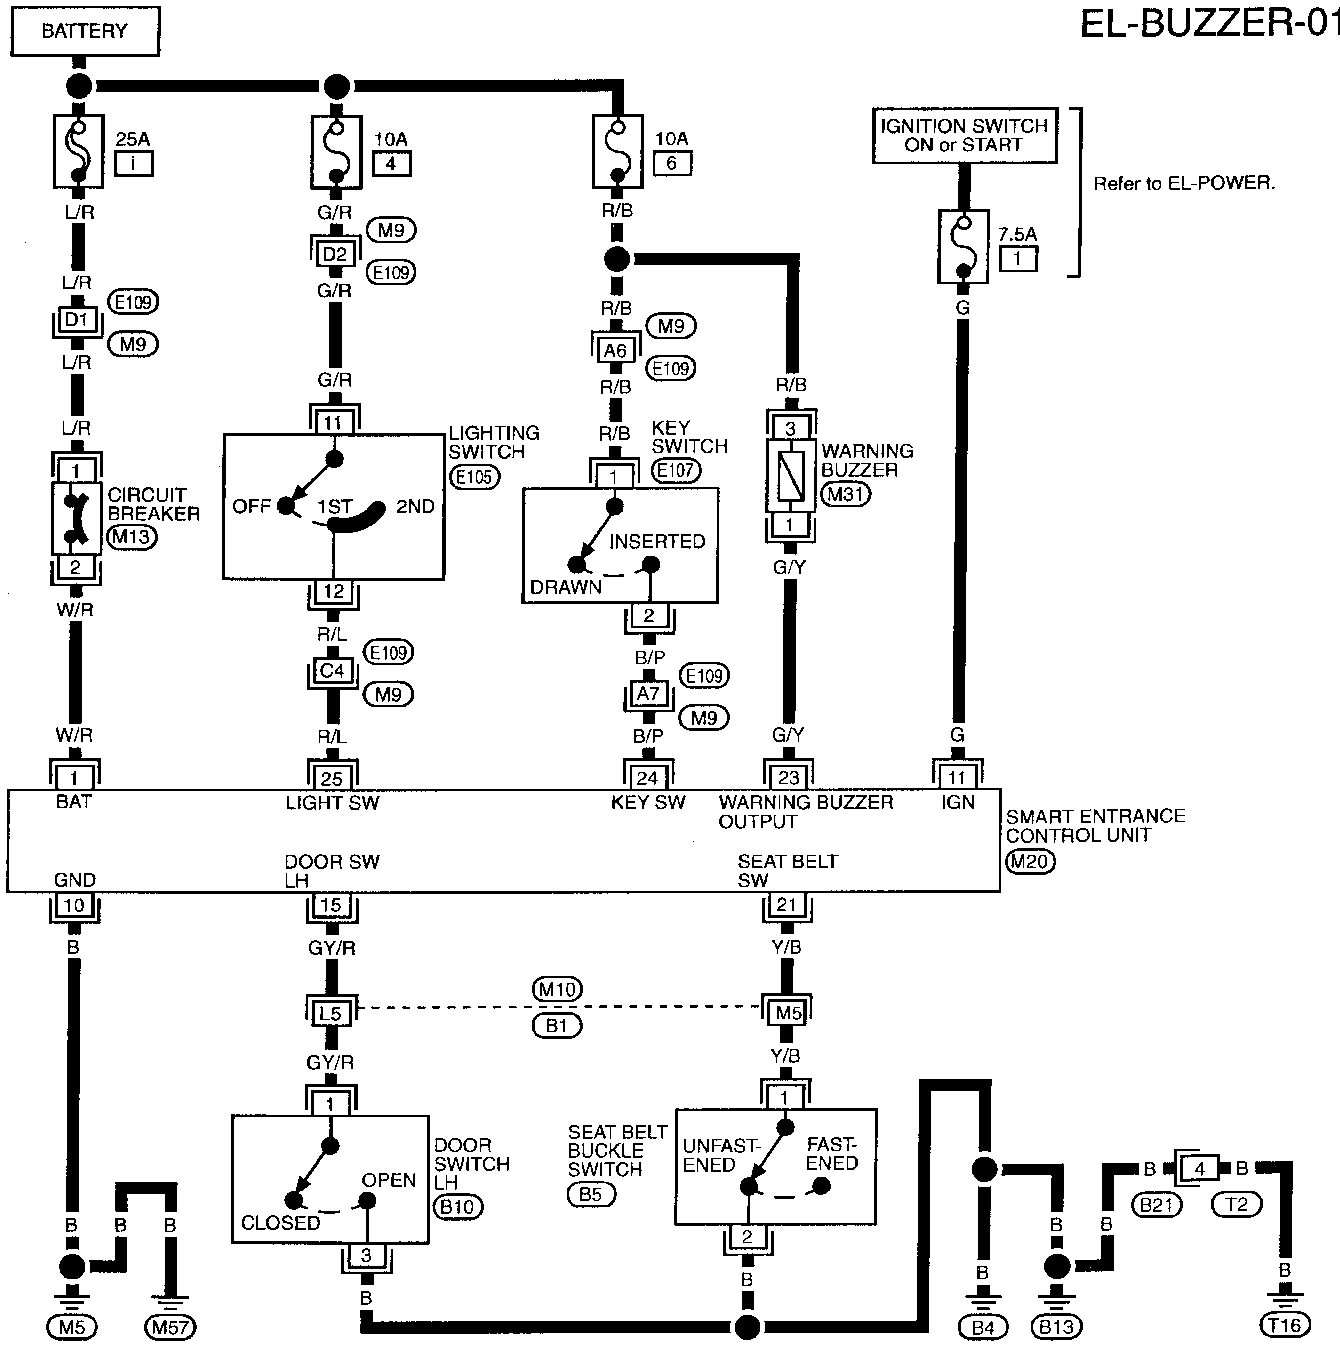 EL-BUZZER-01
BATTERY
25A
i
10A
4
10A
6
IGNITION SWITCH
ON or START
Refer to EL-POWER.
7.5A
1
L/R
G/R
R/B
G
L/R
D1
E109
M9
L/R
L/R
D2
M9
E109
G/R
G/R
R/B
A6
M9
E109
R/B
R/B
R/B
1
CIRCUIT
BREAKER
M13
2
W/R
W/R
11
LIGHTING
SWITCH
E105
OFF
1ST
2ND
12
R/L
C4
E109
M9
R/L
1
KEY
SWITCH
E107
INSERTED
DRAWN
2
B/P
A7
E109
M9
B/P
3
WARNING
BUZZER
M31
1
G/Y
G/Y
G
1
25
24
23
11
BAT
LIGHT SW
KEY SW
WARNING BUZZER
OUTPUT
IGN
SMART ENTRANCE
CONTROL UNIT
M20
GND
DOOR SW
LH
SEAT BELT
SW
10
15
21
B
GY/R
Y/B
L5
M10
B1
M5
GY/R
Y/B
1
DOOR
SWITCH
LH
B10
OPEN
CLOSED
3
B
1
SEAT BELT
BUCKLE
SWITCH
B5
UNFAST-
ENED
FAST-
ENED
2
B
B
4
B
B21
T2
B
B
B
B
B
B
B
B
M5
M57
B4
B13
T16